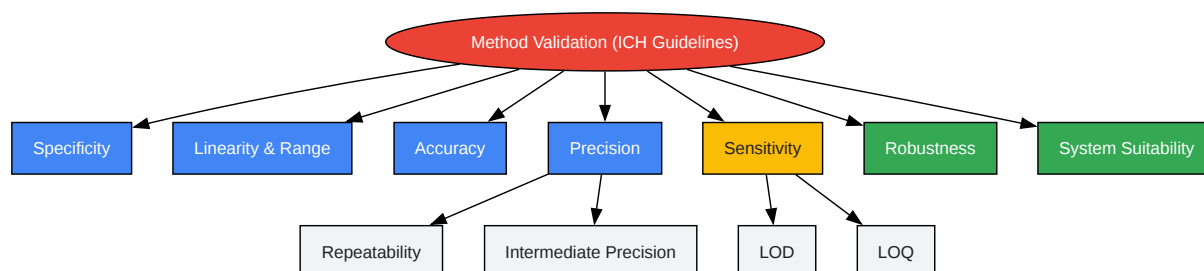 Method Validation (ICH Guidelines)
Specificity
Linearity & Range
Accuracy
Precision
Sensitivity
Robustness
System Suitability
Repeatability
Intermediate Precision
LOD
LOQ